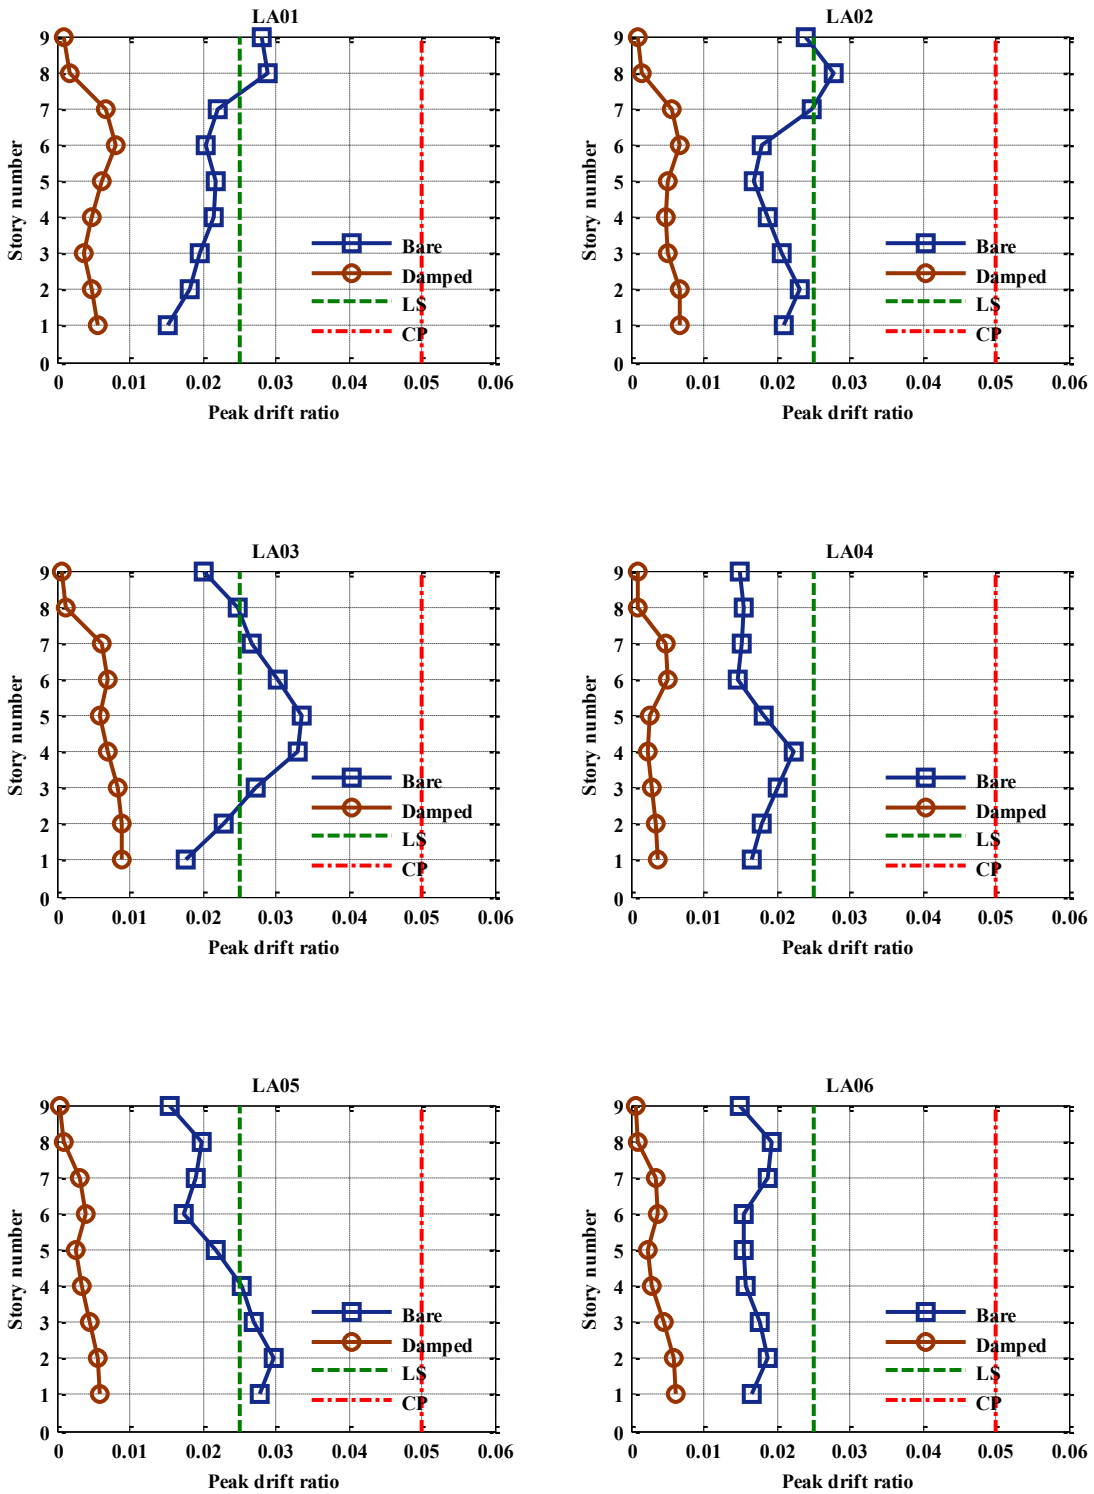 LA01
9
8
7
6
5
4
3
2
1
0
Story number
Bare
Damped
LS
CP
0 0.01 0.02 0.03 0.04 0.05 0.06
Peak drift ratio
LA02
9
8
7
6
5
4
3
2
1
0
Story number
Bare
Damped
LS
CP
0 0.01 0.02 0.03 0.04 0.05 0.06
Peak drift ratio
LA03
9
8
7
6
5
4
3
2
1
0
Story number
Bare
Damped
LS
CP
0 0.01 0.02 0.03 0.04 0.05 0.06
Peak drift ratio
LA04
9
8
7
6
5
4
3
2
1
0
Story number
Bare
Damped
LS
CP
0 0.01 0.02 0.03 0.04 0.05 0.06
Peak drift ratio
LA05
9
8
7
6
5
4
3
2
1
0
Story number
Bare
Damped
LS
CP
0 0.01 0.02 0.03 0.04 0.05 0.06
Peak drift ratio
LA06
9
8
7
6
5
4
3
2
1
0
Story number
Bare
Damped
LS
CP
0 0.01 0.02 0.03 0.04 0.05 0.06
Peak drift ratio